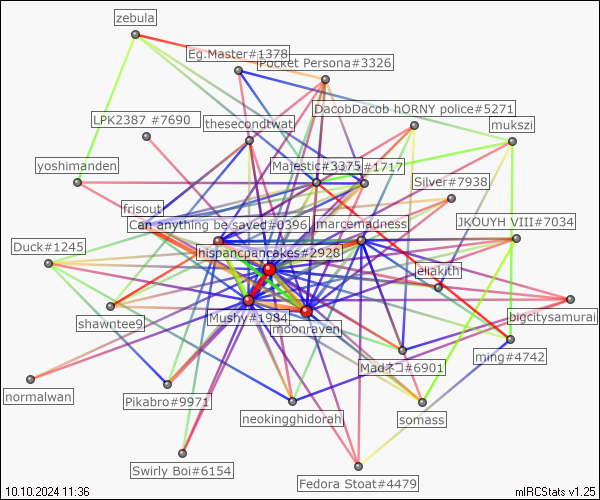 zebula
Eg.Master#1378
Pocket Persona#3326
DacobDacob hORNY police#5271
LPK2387 #7690
thesecondtwat
mukszi
yoshimanden
Majestic#3375
#1717
Silver#7938
frisout
Can anything be saved#0396
marcemadness
JKOUYH VIII#7034
Duck#1245
hispancpancakes#2928
eliakith
shawntee9
Mushy#1984
moonraven
bigcitysamurai
ming#4742
Madネコ#6901
normalwan
Pikabro#9971
neokingghidorah
somass
Swirly Boi#6154
Fedora Stoat#4479
10.10.2024 11:36
mIRCStats v1.25